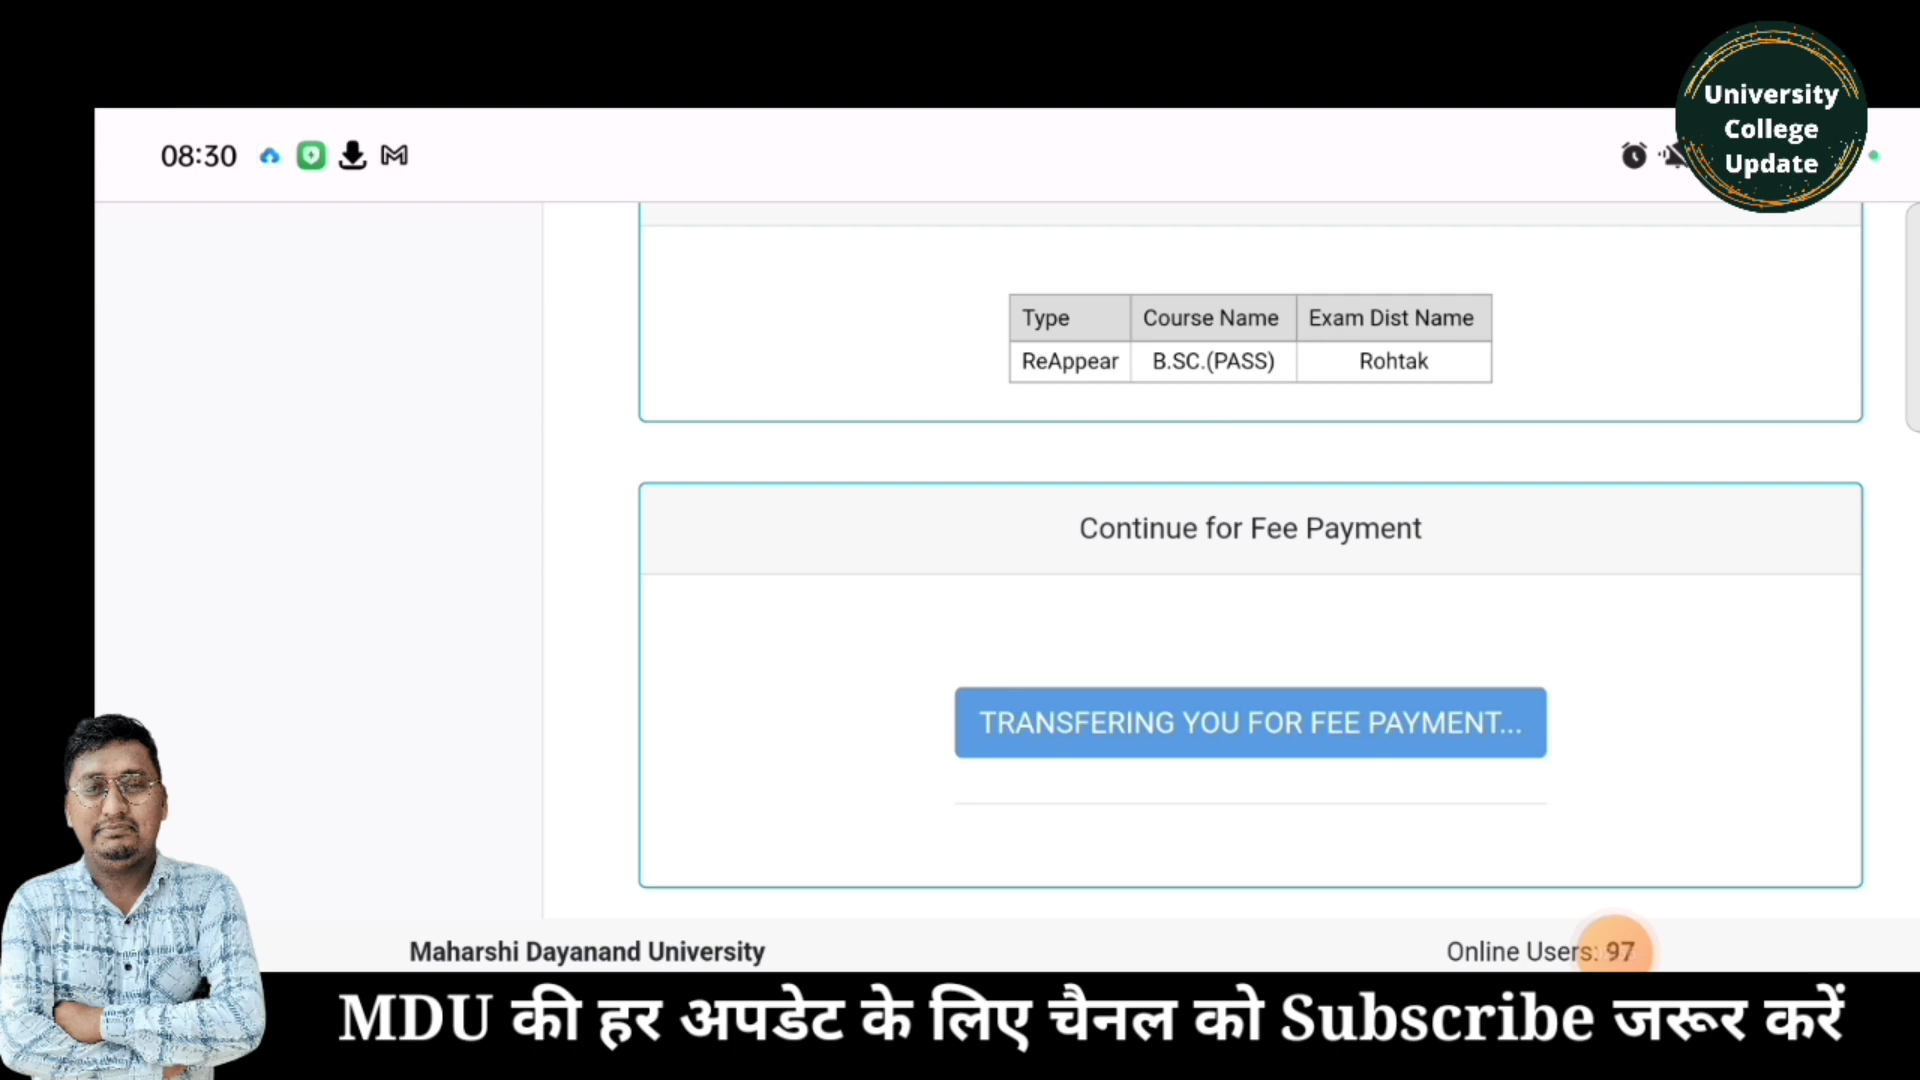 University
College
Update
08:30
Type Course Name Exam Dist Name
ReAppear B.SC.(PASS) Rohtak
Continue for Fee Payment
TRANSFERING YOU FOR FEE PAYMENT...
Maharshi Dayanand University Online Users: 97
MDU की हर अपडेट के लिए चैनल को Subscribe जरूर करें